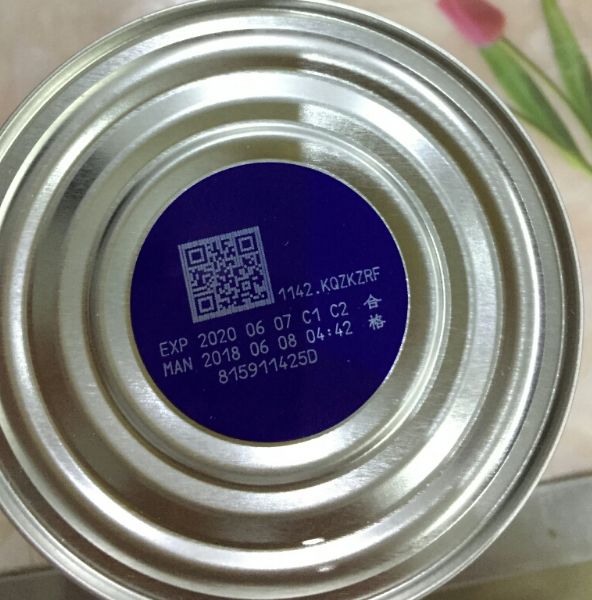 1142.KQZKZRF
EXP 2020 06 07 C1 C2 合格
MAN 2018 06 08 04:42
815911425D